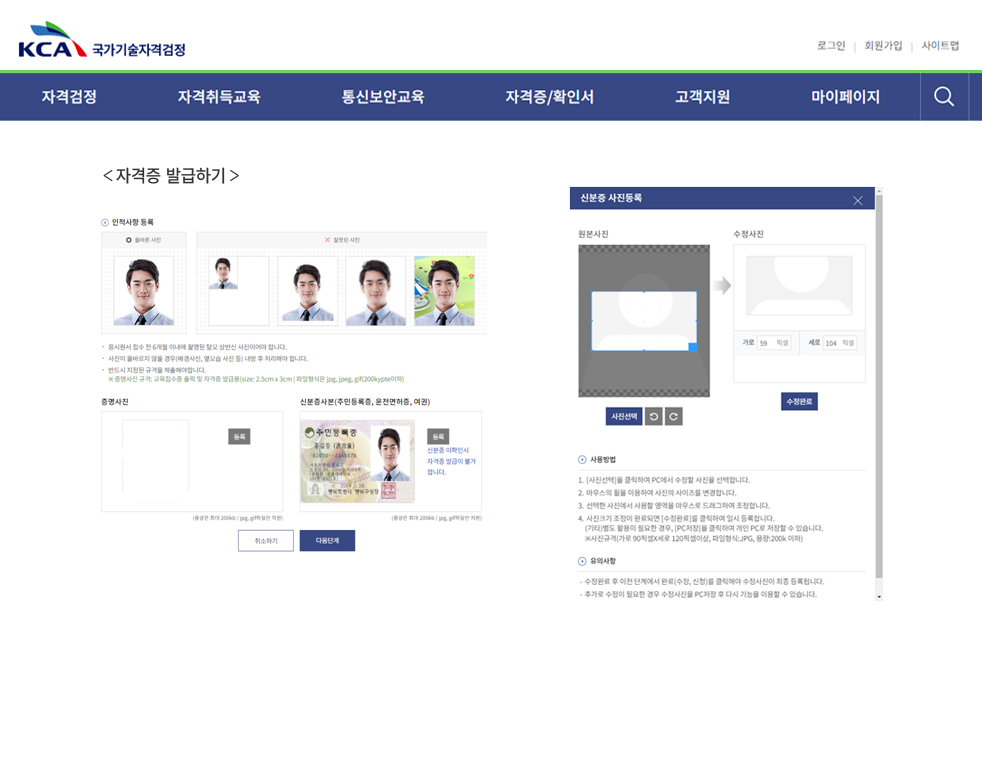 KCA 국가기술자격검정
로그인 | 회원가입 | 사이트맵
자격검정 자격취득교육 통신보안교육 자격증/확인서 고객지원 마이페이지
<자격증 발급하기>
인적사항 등록
올바른 사진
잘못된 사진
· 응시원서 접수 전 6개월 이내에 촬영된 탈모 상반신 사진이어야 합니다.
· 사진이 올바르지 않을 경우(배경사진, 옆모습 사진 등) 내방 후 처리해야 합니다.
· 반드시 지정된 규격을 제출해야합니다.
※ 증명사진 규격: 교육접수증 출력 및 자격증 발급용(size: 2.5cm x 3cm | 파일형식은 jpg, jpeg, gif(200kypte이하)
증명사진
등록
(용량은 최대 200kb / jpg, gif파일만 지원)
신분증사본(주민등록증, 운전면허증, 여권)
주민등록증
등록
신분증 미확인시
자격증 발급이 불가
합니다.
(용량은 최대 200kb / jpg, gif파일만 지원)
취소하기
다음단계
신분증 사진등록
원본사진
수정사진
가로 59 픽셀
세로 104 픽셀
사진선택
수정완료
사용방법
1. [사진선택]을 클릭하여 PC에서 수정할 사진을 선택합니다.
2. 마우스의 휠을 이용하여 사진의 사이즈를 변경합니다.
3. 선택한 사진에서 사용할 영역을 마우스로 드래그하여 조정합니다.
4. 사진크기 조정이 완료되면 [수정완료]를 클릭하여 임시 등록합니다.
(기타)별도 활용이 필요한 경우, [PC저장]을 클릭하여 개인 PC로 저장할 수 있습니다.
※사진규격(가로 90픽셀X세로 120픽셀이상, 파일형식:JPG, 용량:200k 이하)
유의사항
- 수정완료 후 이전 단계에서 완료(수정, 신청)를 클릭해야 수정사진이 최종 등록됩니다.
- 추가로 수정이 필요한 경우 수정사진을 PC저장 후 다시 기능을 이용할 수 있습니다.